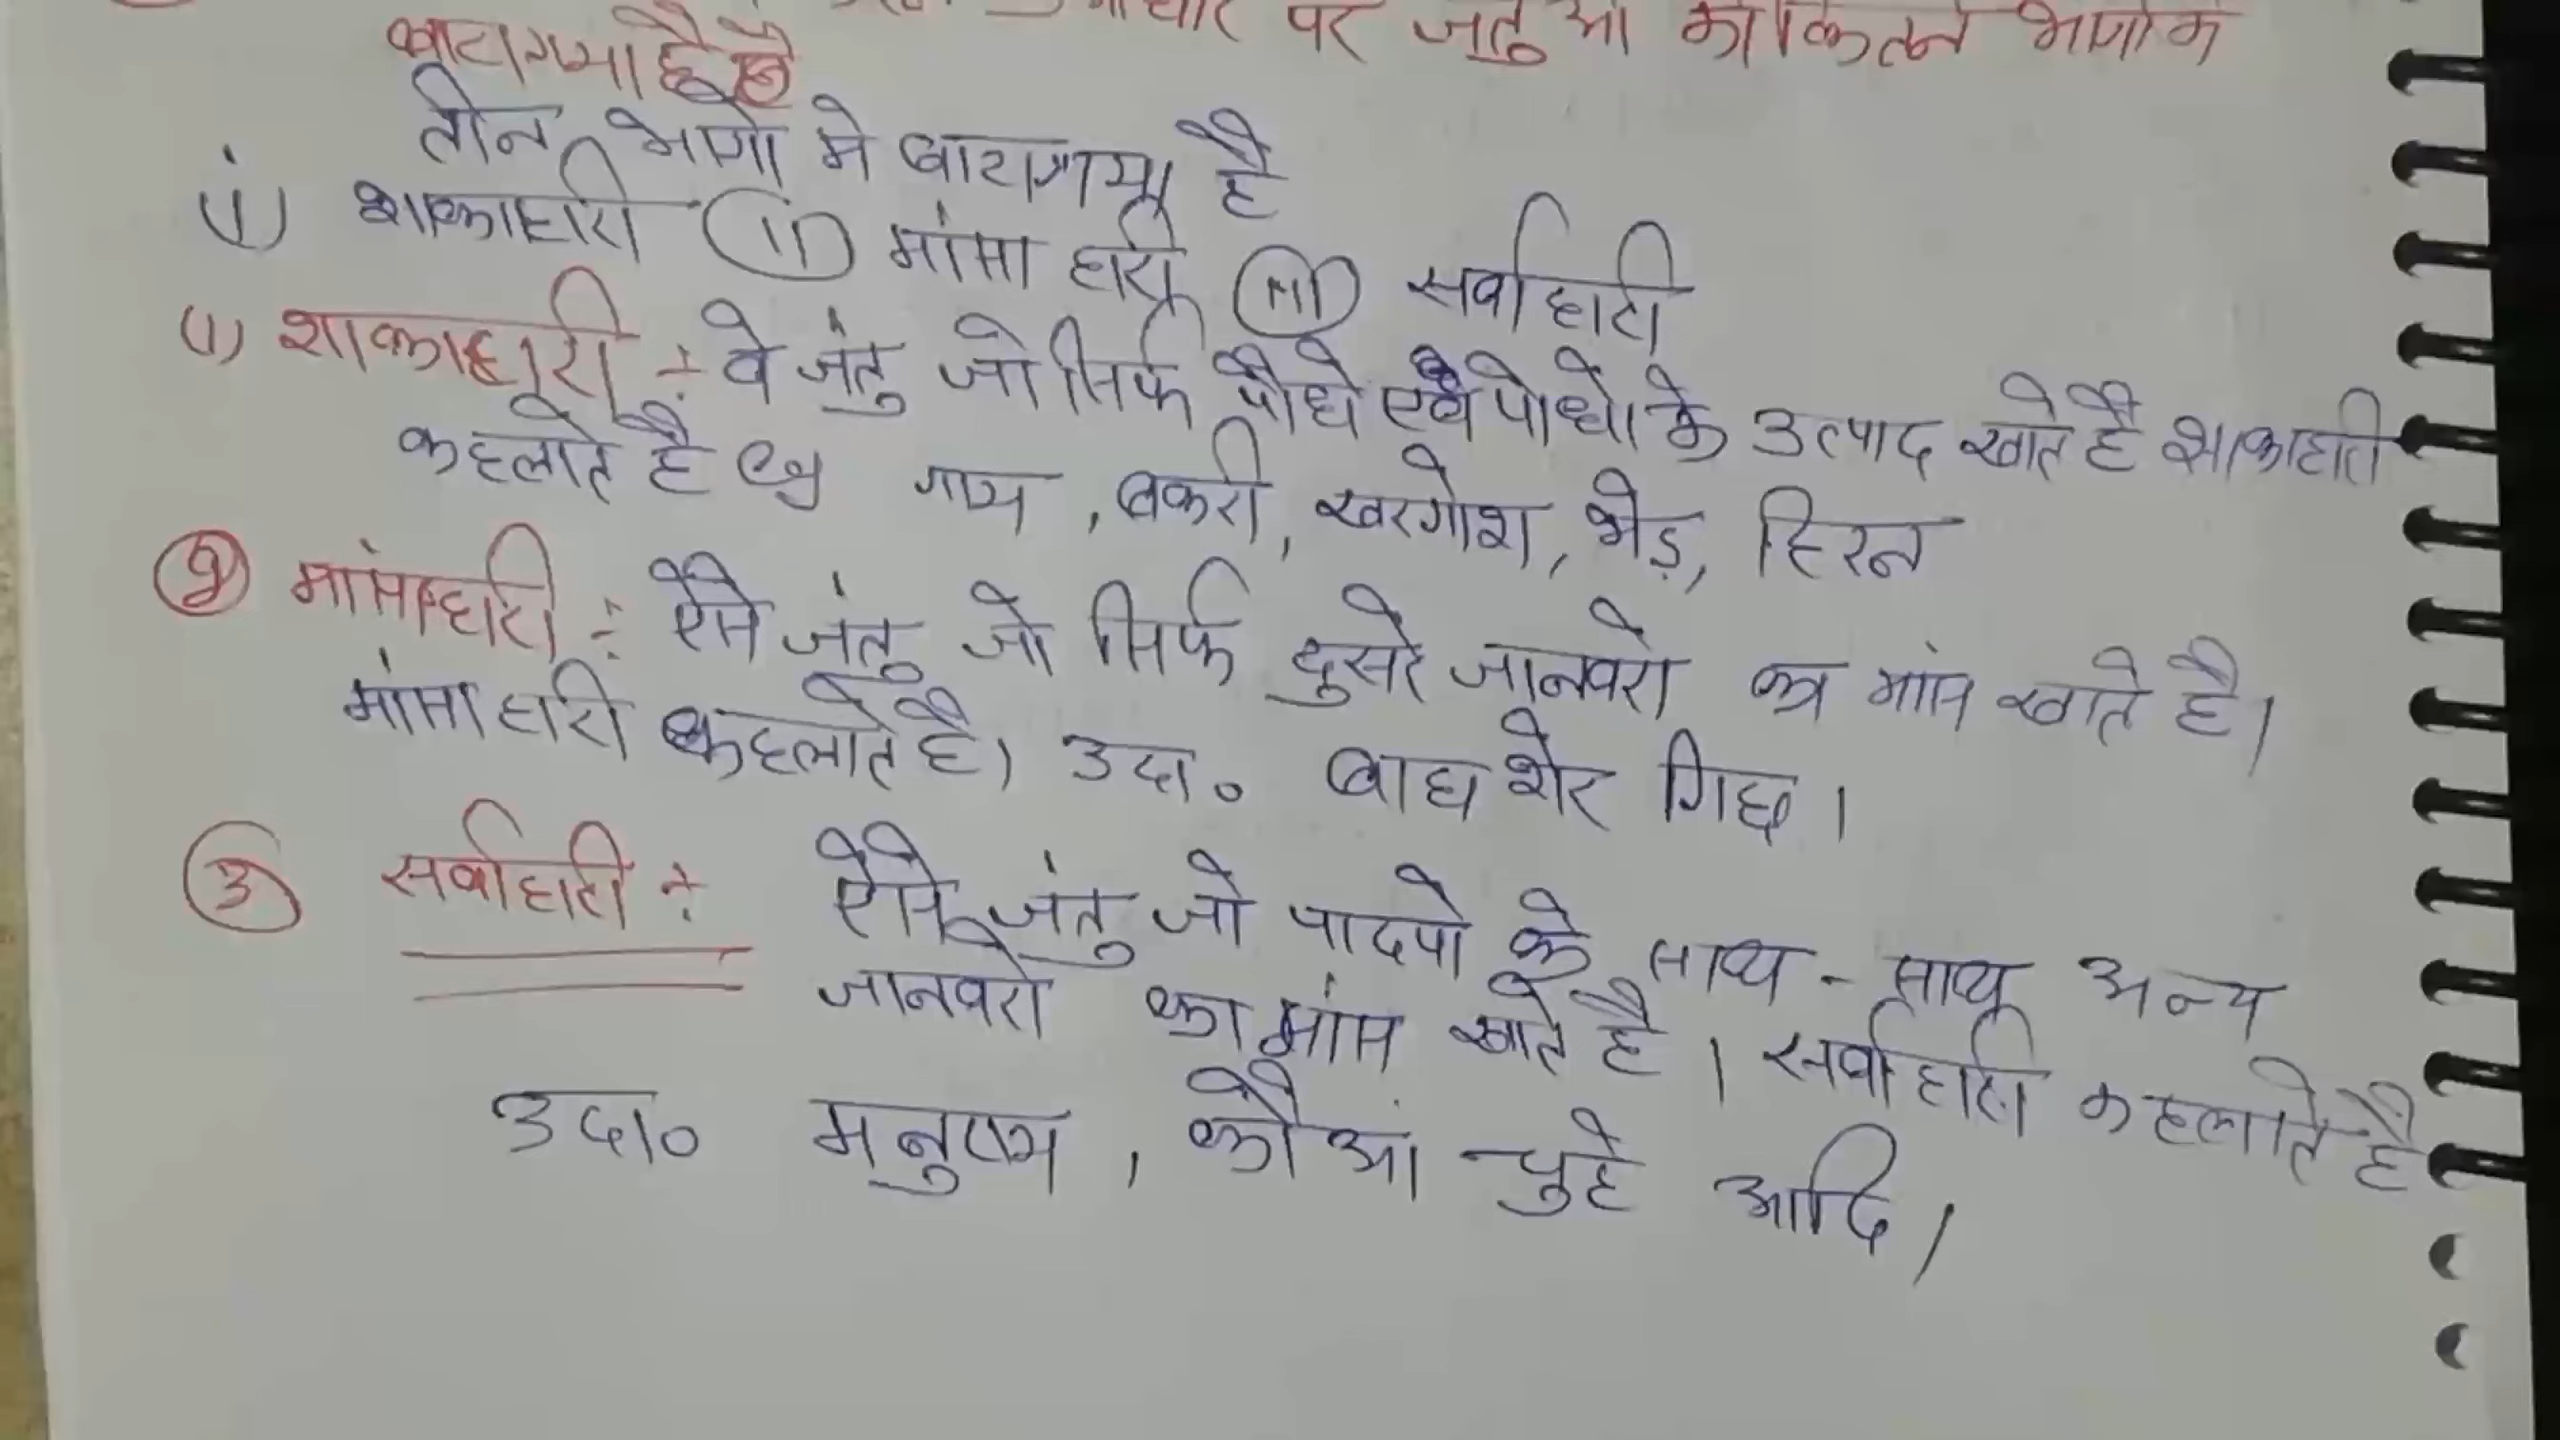 आधार पर जंतुओ को कितने भागो मे
बाटा गया है
तीन भागो मे बाटा गया है
(i) शाकाहारी (ii) मांसाहारी (iii) सर्वाहारी
(1) शाकाहारी ÷ वे जंतु जो सिर्फ पौधे एवं पौधो के उत्पाद खाते है शाकाहारी
कहलाते है eg गाय, बकरी, खरगोश, भेड़, हिरन
② मांसाहारी ÷ ऐसे जंतु जो सिर्फ दुसरे जानवरो का मांस खाते है।
मांसाहारी कहलाते है। उदा० बाघ शेर गिद्ध।
③ सर्वाहारी ÷ ऐसे जंतु जो पादपो के साथ - साथ अन्य
जानवरो का मांस खाते है। सर्वाहारी कहलाते है
उदा० मनुष्य, कौआं चुहे आदि।